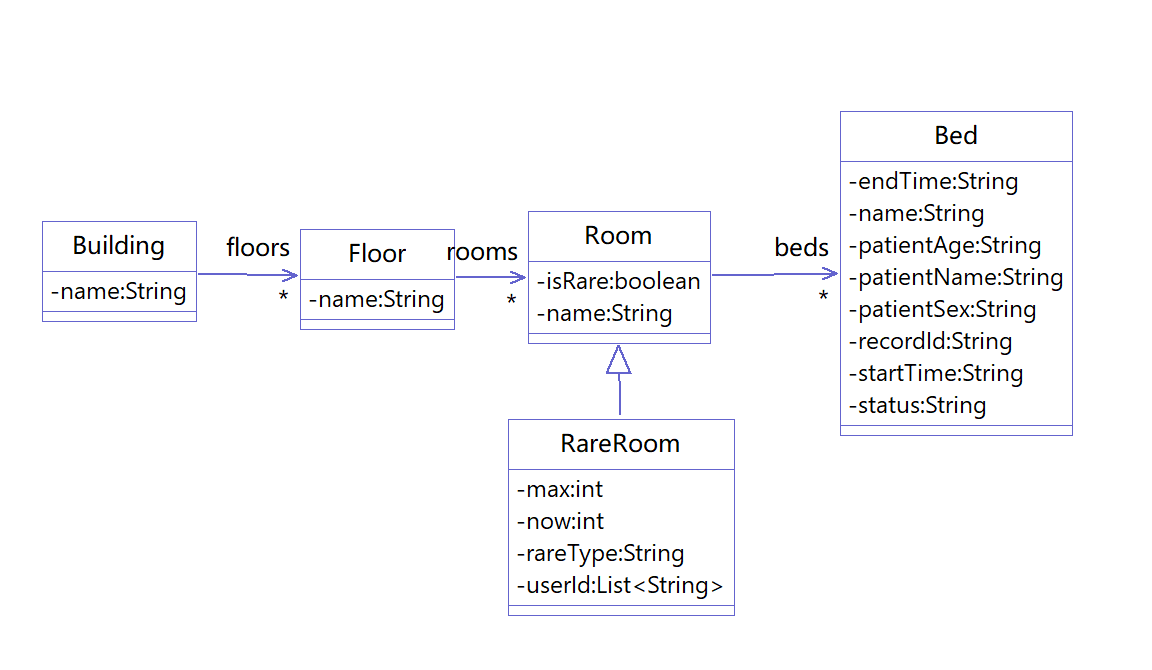 Building
-name:String
floors
*
Floor
-name:String
rooms
*
Room
-isRare:boolean
-name:String
beds
*
Bed
-endTime:String
-name:String
-patientAge:String
-patientName:String
-patientSex:String
-recordId:String
-startTime:String
-status:String
RareRoom
-max:int
-now:int
-rareType:String
-userId:List<String>